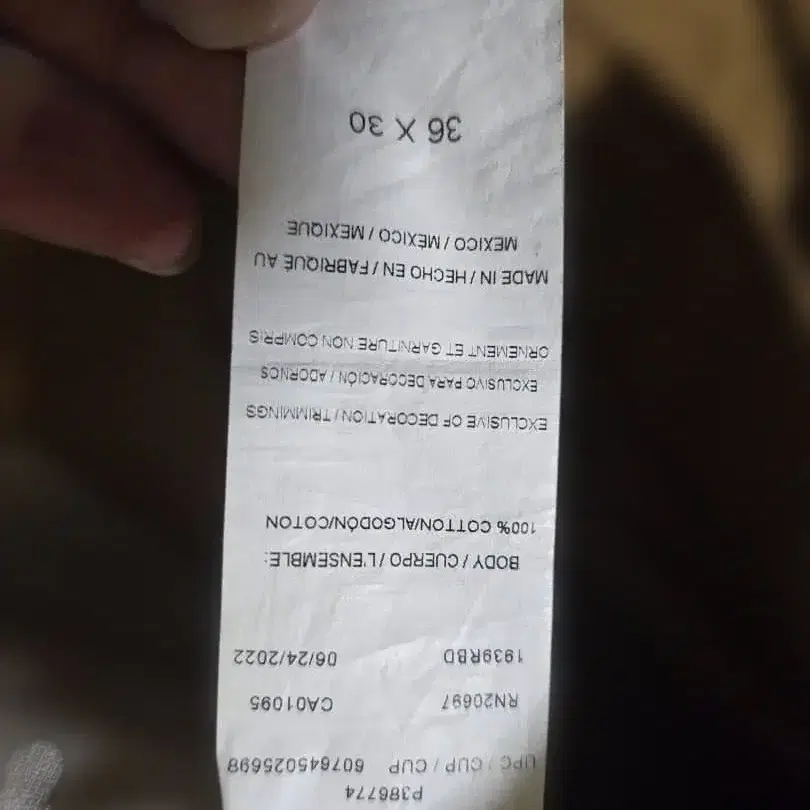 P386774
UPC / CUP / CUP 607645025698
RN20697 CA01095
1939RBD 06/24/2022
BODY / CUERPO / L'ENSEMBLE:
100% COTTON/ALGODÓN/COTON
EXCLUSIVE OF DECORATION / TRIMMINGS
EXCLUSIVO PARA DECORACIÓN / ADORNOS
ORNEMENT ET GARNITURE NON COMPRIS
MADE IN / HECHO EN / FABRIQUÉ AU
MEXICO / MÉXICO / MEXIQUE
36 X 30